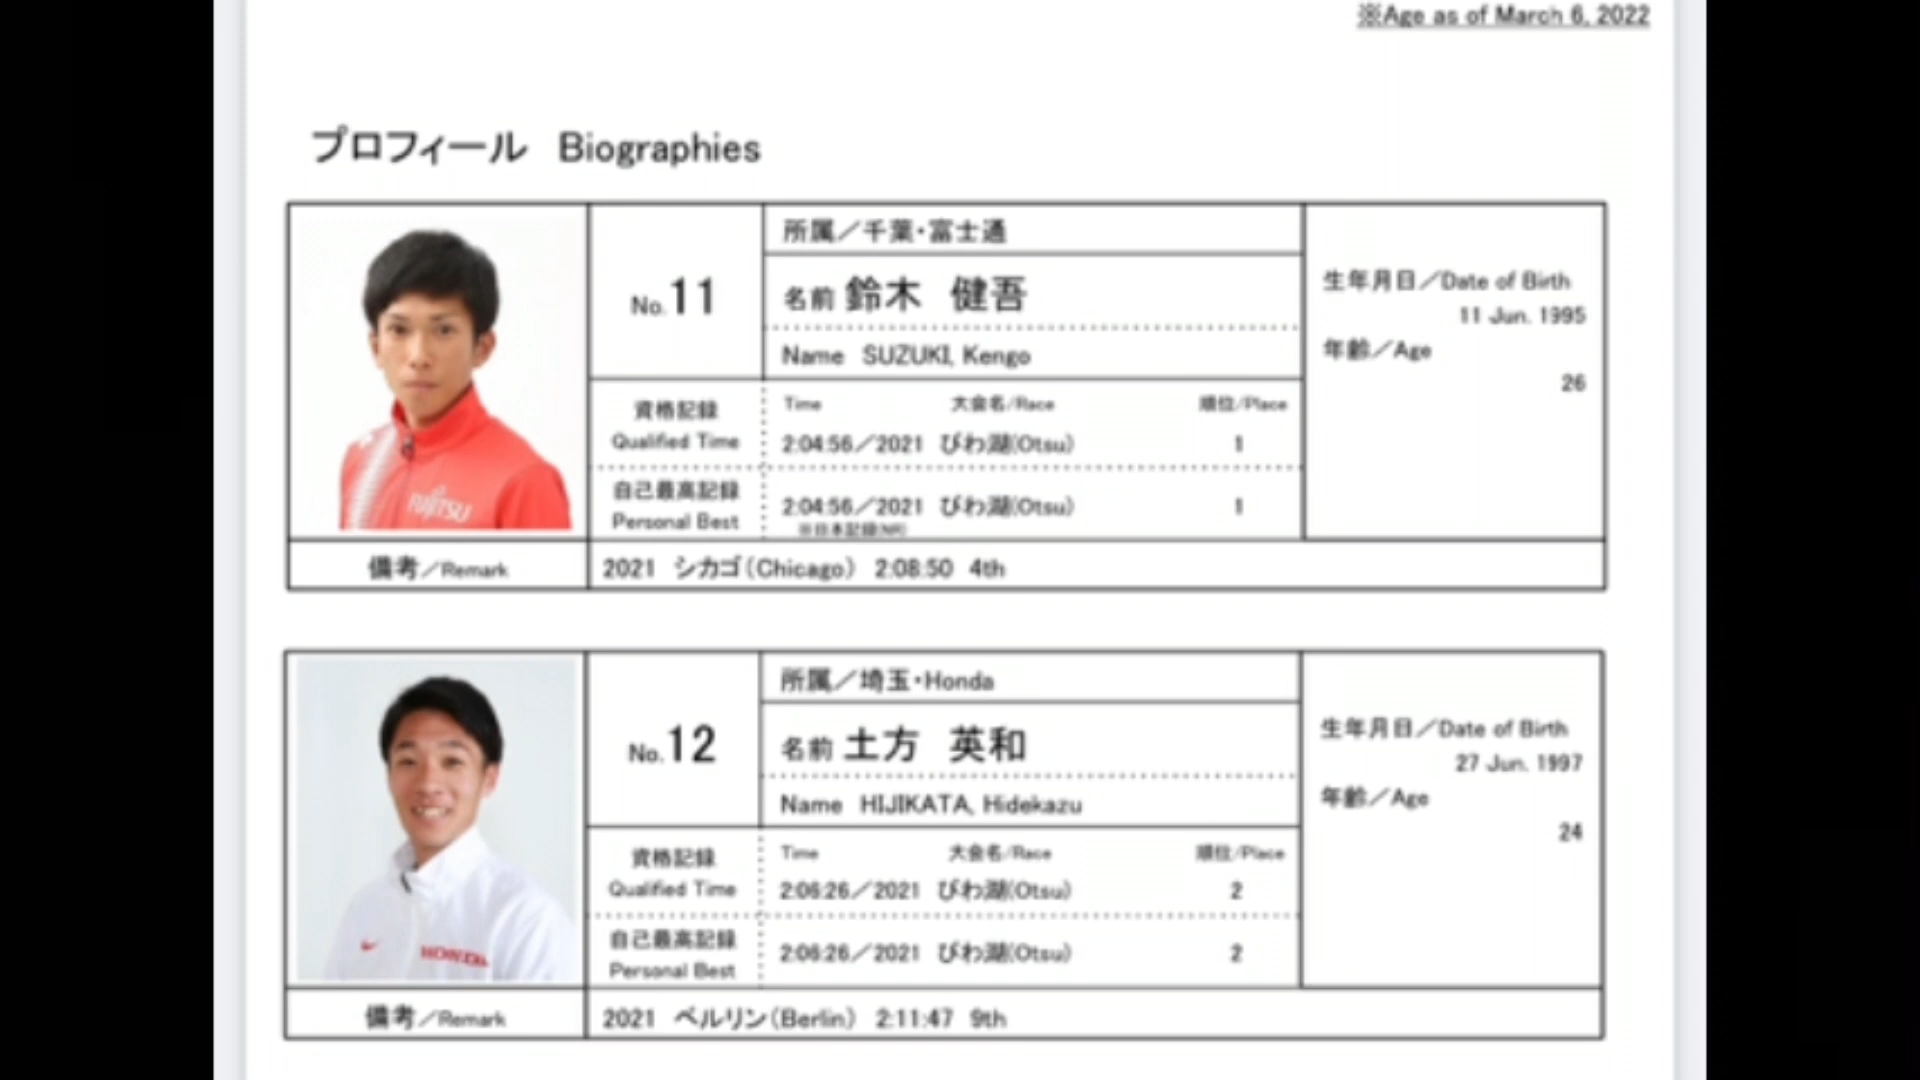 ※Age as of March 6, 2022
プロフィール Biographies
所属／千葉・富士通
No.11
名前 鈴木 健吾
Name SUZUKI, Kengo
生年月日／Date of Birth
11 Jun. 1995
年齢／Age
26
資格記録
Qualified Time
Time 大会名/Race 順位/Place
2:04:56／2021 びわ湖(Otsu) 1
自己最高記録
Personal Best
2:04:56／2021 びわ湖(Otsu) 1
※日本記録(NR)
FUJITSU
備考／Remark
2021 シカゴ（Chicago） 2:08:50 4th
所属／埼玉・Honda
No.12
名前 土方 英和
Name HIJIKATA, Hidekazu
生年月日／Date of Birth
27 Jun. 1997
年齢／Age
24
資格記録
Qualified Time
Time 大会名/Race 順位/Place
2:06:26／2021 びわ湖(Otsu) 2
自己最高記録
Personal Best
2:06:26／2021 びわ湖(Otsu) 2
HONDA
備考／Remark
2021 ベルリン（Berlin） 2:11:47 9th